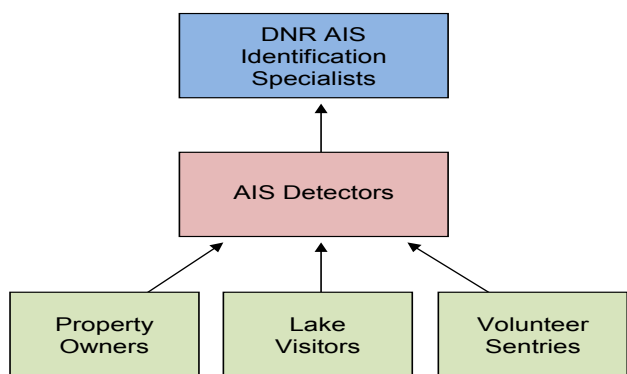 DNR AIS
Identification
Specialists
AIS Detectors
Property
Owners
Lake
Visitors
Volunteer
Sentries